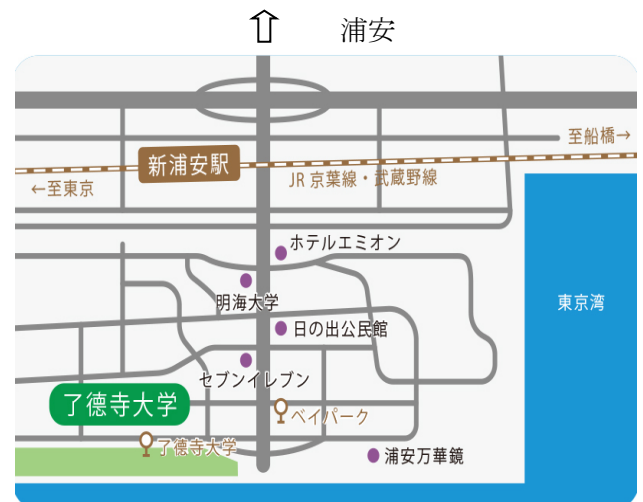 浦安
至船橋→
新浦安駅
←至東京
JR 京葉線・武蔵野線
ホテルエミオン
明海大学
東京湾
日の出公民館
セブンイレブン
了德寺大学
ベイパーク
了德寺大学
浦安万華鏡